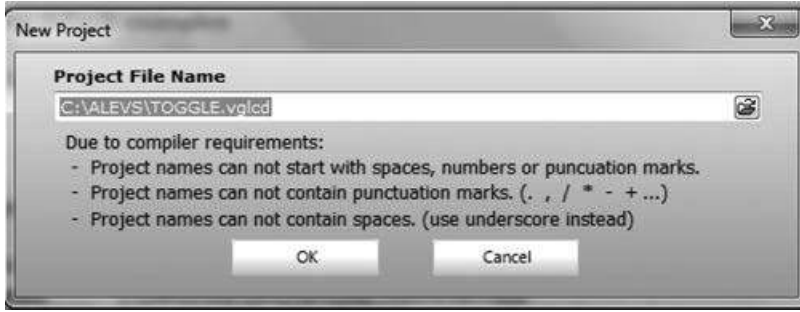 New Project
Project File Name
C:\ALEVS\TOGGLE.vglcd
Due to compiler requirements:
- Project names can not start with spaces, numbers or puncuation marks.
- Project names can not contain punctuation marks. (. , / * - + ...)
- Project names can not contain spaces. (use underscore instead)
OK
Cancel